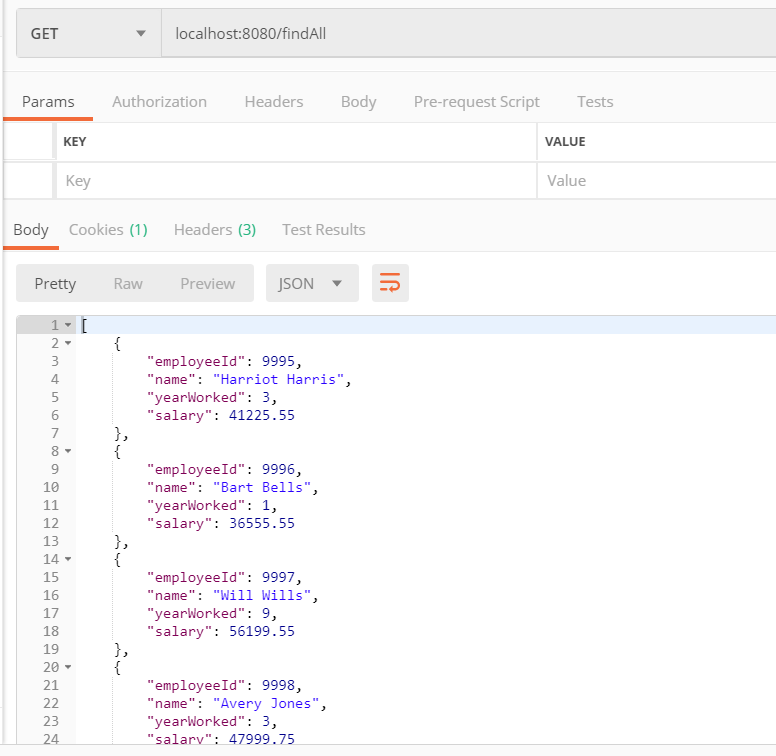 GET localhost:8080/findAll
Params Authorization Headers Body Pre-request Script Tests
KEY VALUE
Key Value
Body Cookies (1) Headers (3) Test Results
Pretty Raw Preview JSON
1 [
2 {
3 "employeeId": 9995,
4 "name": "Harriot Harris",
5 "yearWorked": 3,
6 "salary": 41225.55
7 },
8 {
9 "employeeId": 9996,
10 "name": "Bart Bells",
11 "yearWorked": 1,
12 "salary": 36555.55
13 },
14 {
15 "employeeId": 9997,
16 "name": "Will Wills",
17 "yearWorked": 9,
18 "salary": 56199.55
19 },
20 {
21 "employeeId": 9998,
22 "name": "Avery Jones",
23 "yearWorked": 3,
24 "salary": 47999.75